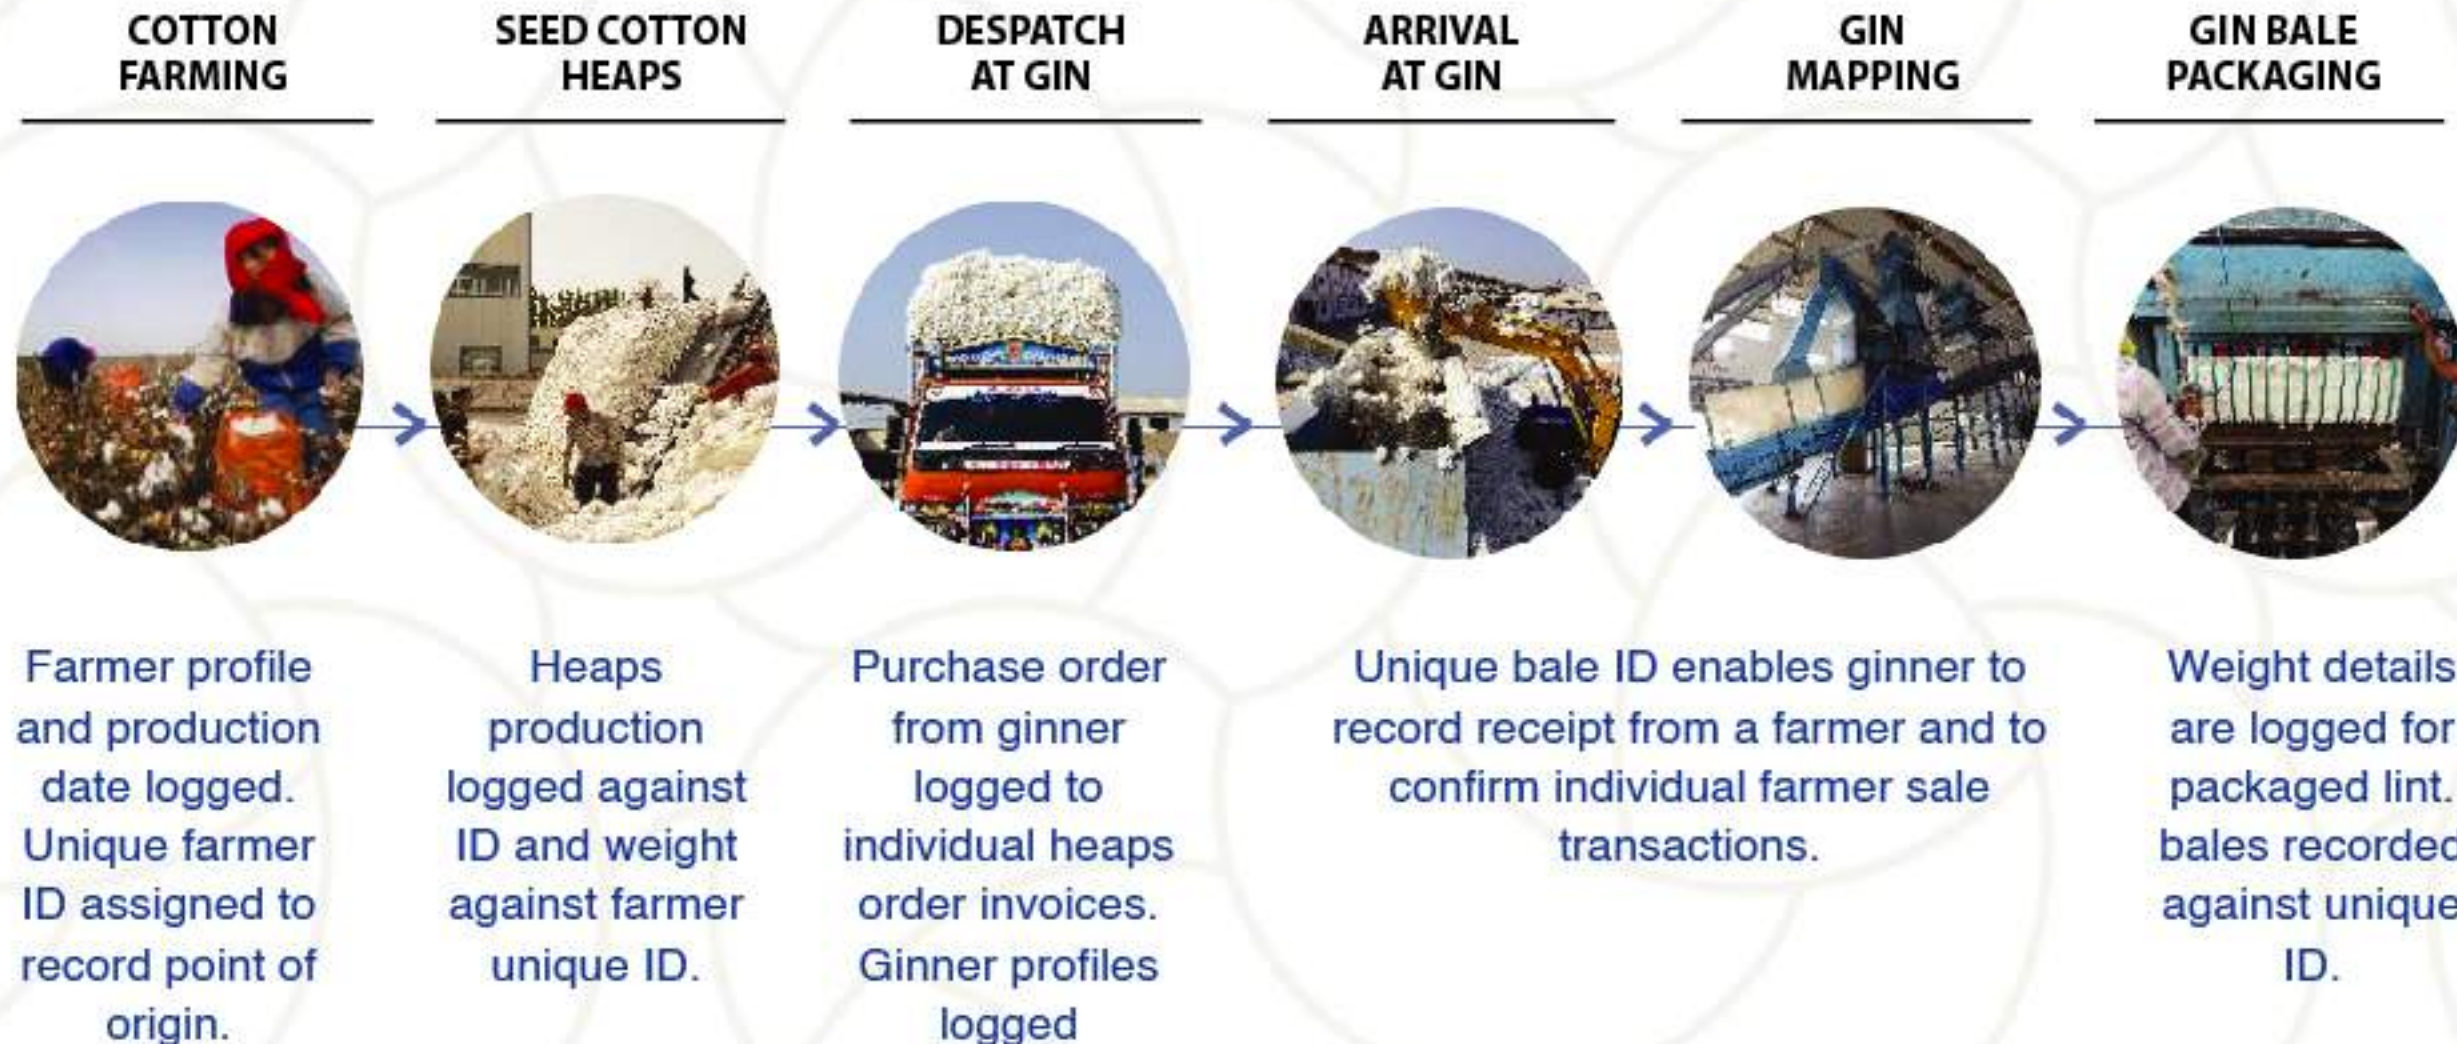 COTTON
FARMING
SEED COTTON
HEAPS
DESPATCH
AT GIN
ARRIVAL
AT GIN
GIN
MAPPING
GIN BALE
PACKAGING
Farmer profile
and production
date logged.
Unique farmer
ID assigned to
record point of
origin.
Heaps
production
logged against
ID and weight
against farmer
unique ID.
Purchase order
from ginner
logged to
individual heaps
order invoices.
Ginner profiles
logged
Unique bale ID enables ginner to
record receipt from a farmer and to
confirm individual farmer sale
transactions.
Weight details
are logged for
packaged lint.
bales recorded
against unique
ID.